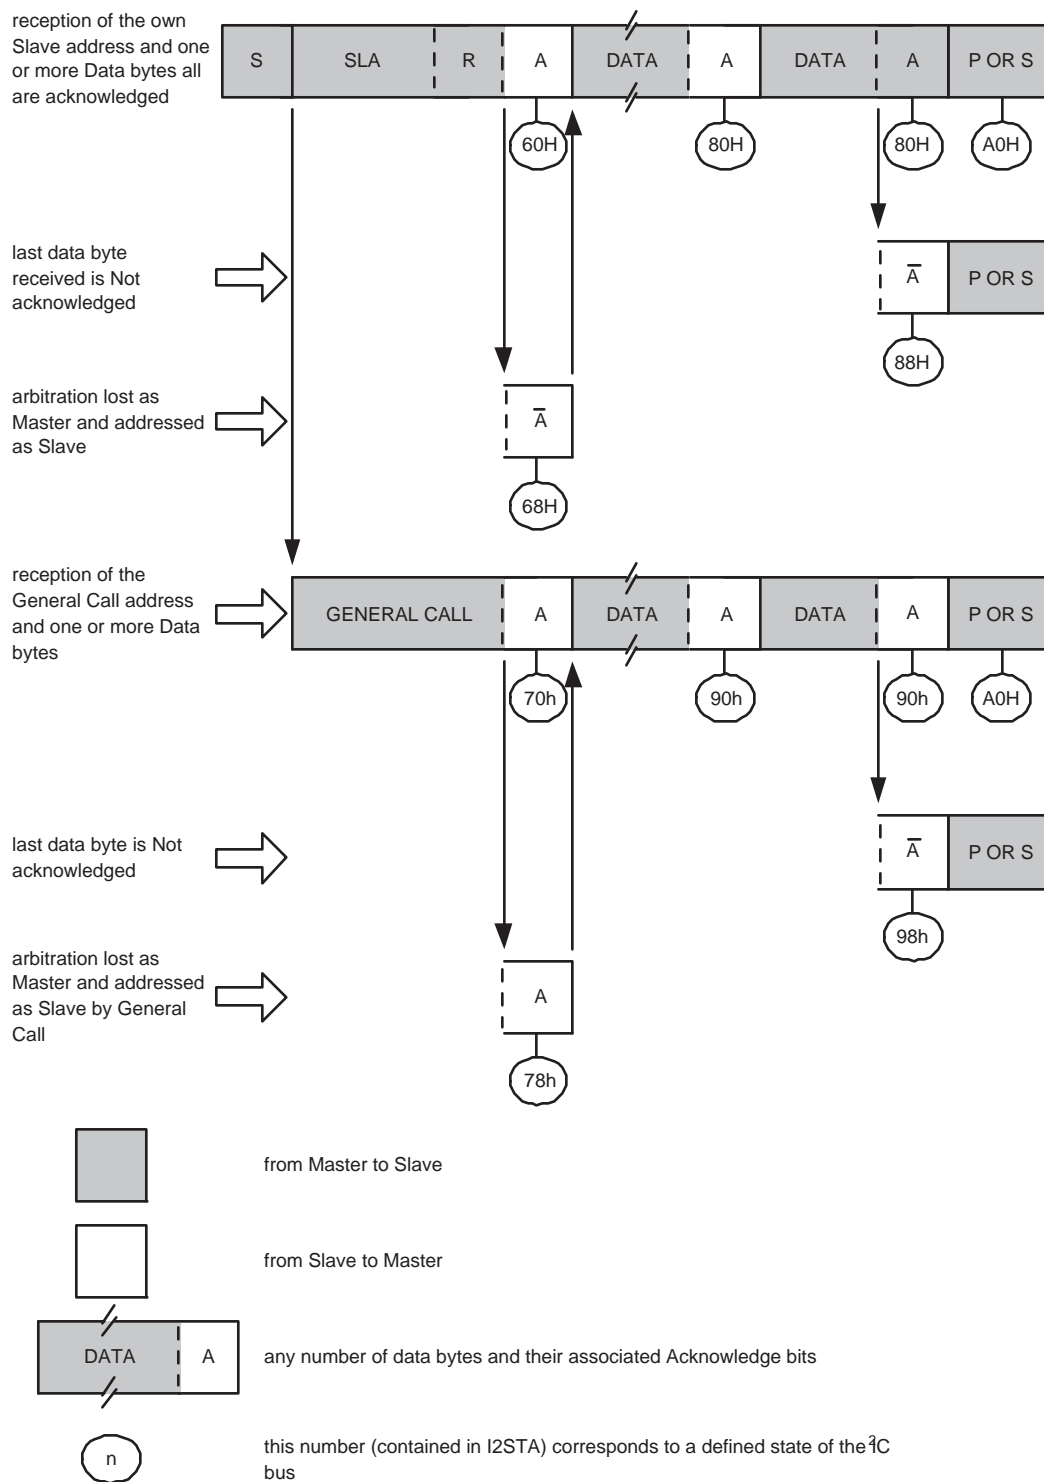 reception of the own
Slave address and one
or more Data bytes all
are acknowledged
S SLA R A DATA A DATA A P OR S
60H 80H 80H A0H
last data byte
received is Not
acknowledged
A̅ P OR S
88H
arbitration lost as
Master and addressed
as Slave
A̅
68H
reception of the
General Call address
and one or more Data
bytes
GENERAL CALL A DATA A DATA A P OR S
70h 90h 90h A0H
last data byte is Not
acknowledged
A̅ P OR S
98h
arbitration lost as
Master and addressed
as Slave by General
Call
A
78h
from Master to Slave
from Slave to Master
DATA A any number of data bytes and their associated Acknowledge bits
n this number (contained in I2STA) corresponds to a defined state of the I²C
bus